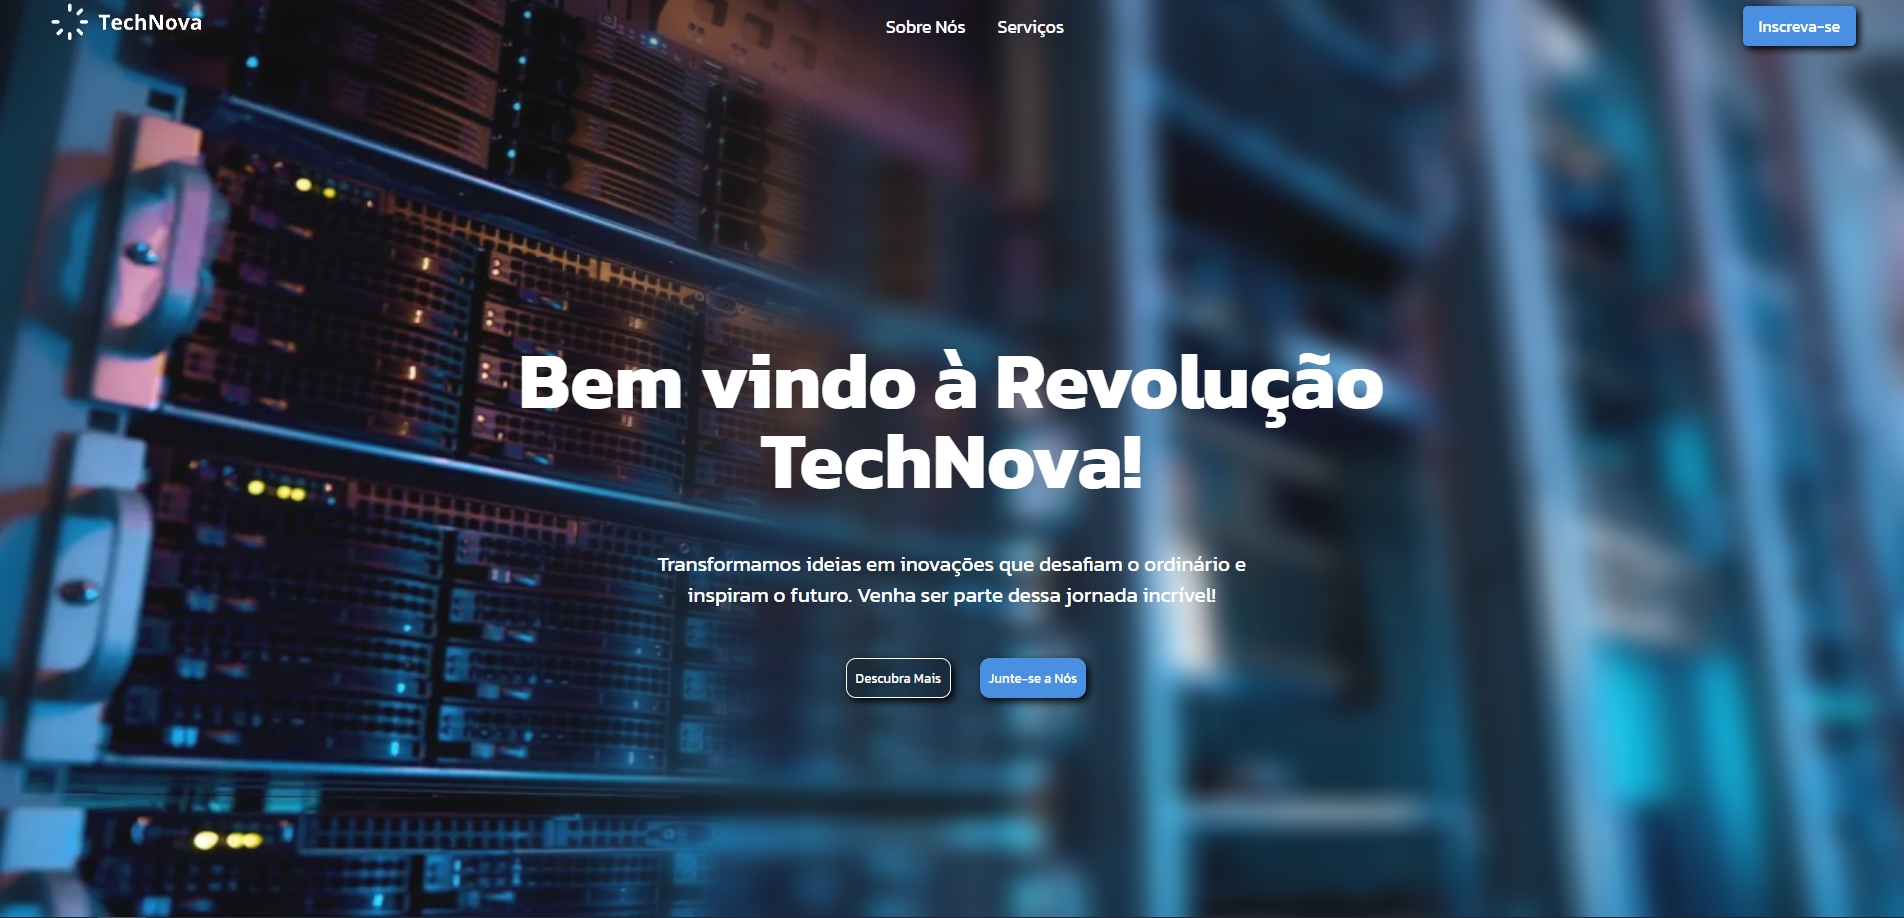 TechNova
Sobre Nós
Serviços
Inscreva-se
Bem vindo à Revolução
TechNova!
Transformamos ideias em inovações que desafiam o ordinário e
inspiram o futuro. Venha ser parte dessa jornada incrível!
Descubra Mais
Junte-se a Nós